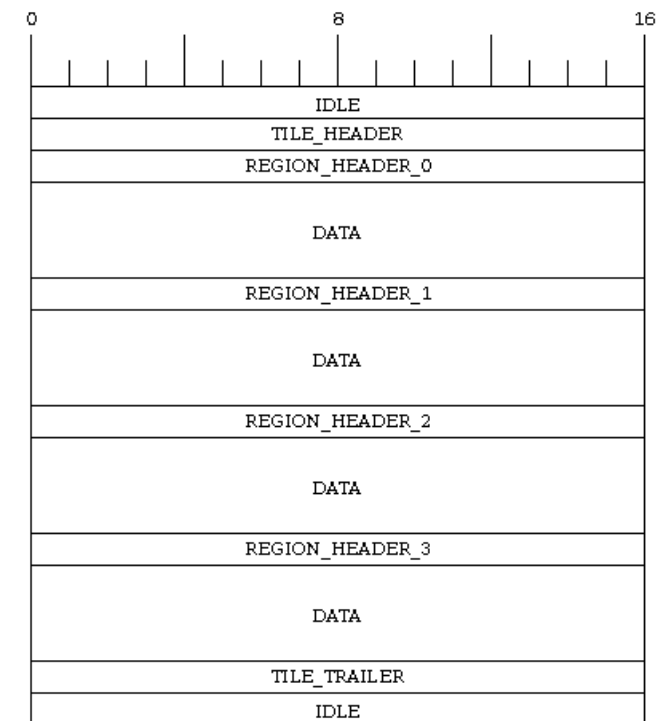 0 8 16
IDLE
TILE_HEADER
REGION_HEADER_0
DATA
REGION_HEADER_1
DATA
REGION_HEADER_2
DATA
REGION_HEADER_3
DATA
TILE_TRAILER
IDLE